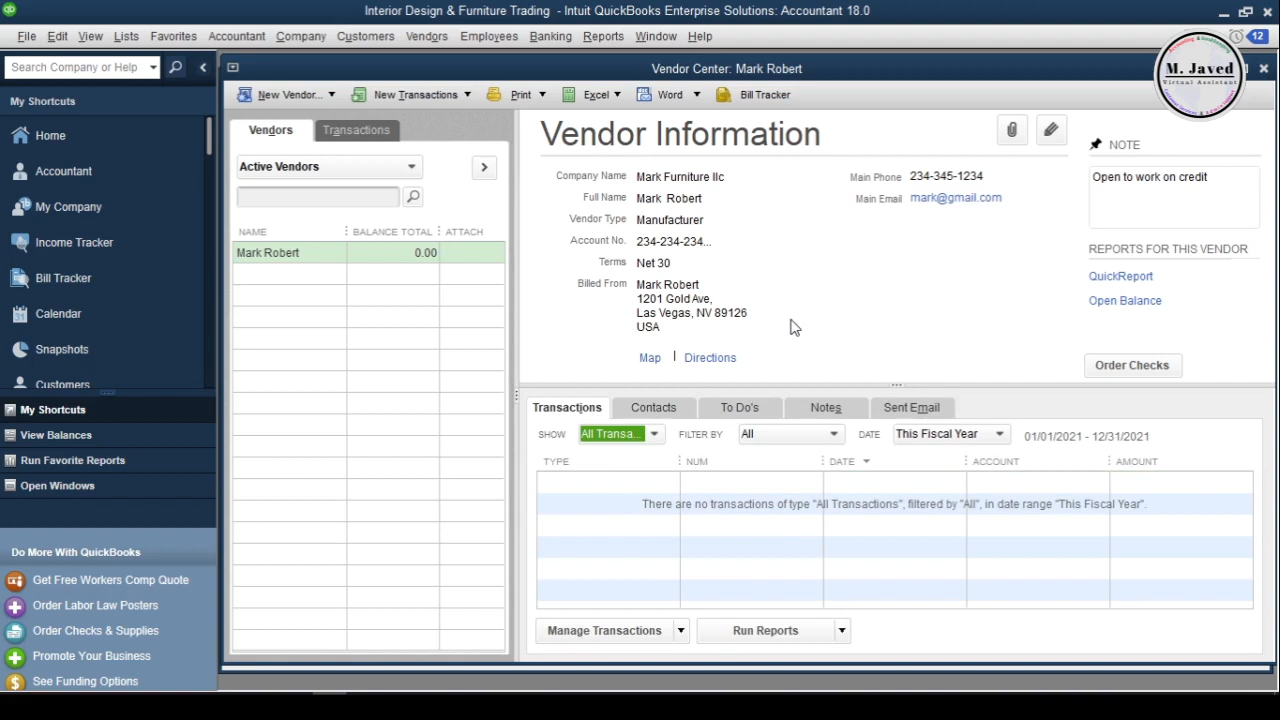 Interior Design & Furniture Trading - Intuit QuickBooks Enterprise Solutions: Accountant 18.0
File Edit View Lists Favorites Accountant Company Customers Vendors Employees Banking Reports Window Help
12
Search Company or Help
Vendor Center: Mark Robert
M. Javed
Virtual Assistant
My Shortcuts
Home
Accountant
My Company
Income Tracker
Bill Tracker
Calendar
Snapshots
Customers
My Shortcuts
View Balances
Run Favorite Reports
Open Windows
Do More With QuickBooks
Get Free Workers Comp Quote
Order Labor Law Posters
Order Checks & Supplies
Promote Your Business
See Funding Options
New Vendor... New Transactions Print Excel Word Bill Tracker
Vendors Transactions
Active Vendors
NAME BALANCE TOTAL ATTACH
Mark Robert 0.00
Vendor Information
Company Name Mark Furniture llc
Full Name Mark Robert
Vendor Type Manufacturer
Account No. 234-234-234...
Terms Net 30
Billed From Mark Robert
1201 Gold Ave,
Las Vegas, NV 89126
USA
Map | Directions
Main Phone 234-345-1234
Main Email mark@gmail.com
NOTE
Open to work on credit
REPORTS FOR THIS VENDOR
QuickReport
Open Balance
Order Checks
Transactions Contacts To Do's Notes Sent Email
SHOW All Transa... FILTER BY All DATE This Fiscal Year 01/01/2021 - 12/31/2021
TYPE NUM DATE ACCOUNT AMOUNT
There are no transactions of type "All Transactions", filtered by "All", in date range "This Fiscal Year".
Manage Transactions Run Reports